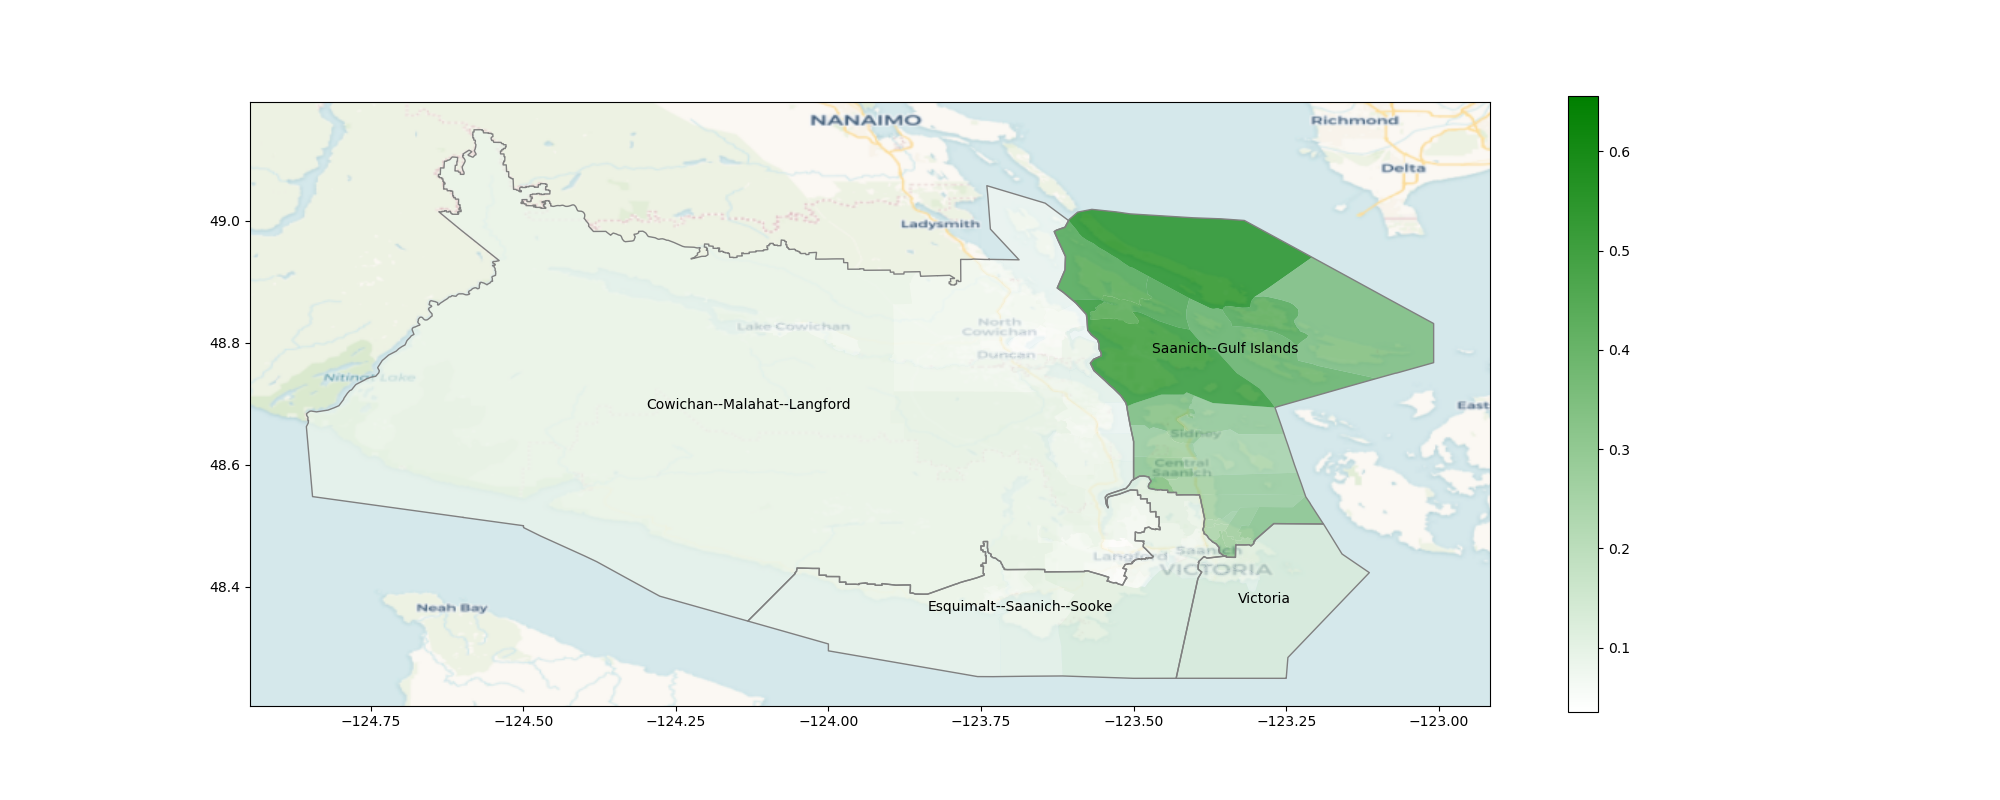 NANAIMO
Richmond
Delta
Ladysmith
Lake Cowichan
North
Cowichan
Duncan
Saanich--Gulf Islands
Nitinat Lake
Cowichan--Malahat--Langford
East
Sidney
Central
Saanich
Langford
Saanich
VICTORIA
Neah Bay
Esquimalt--Saanich--Sooke
Victoria
49.0
48.8
48.6
48.4
−124.75
−124.50
−124.25
−124.00
−123.75
−123.50
−123.25
−123.00
0.6
0.5
0.4
0.3
0.2
0.1